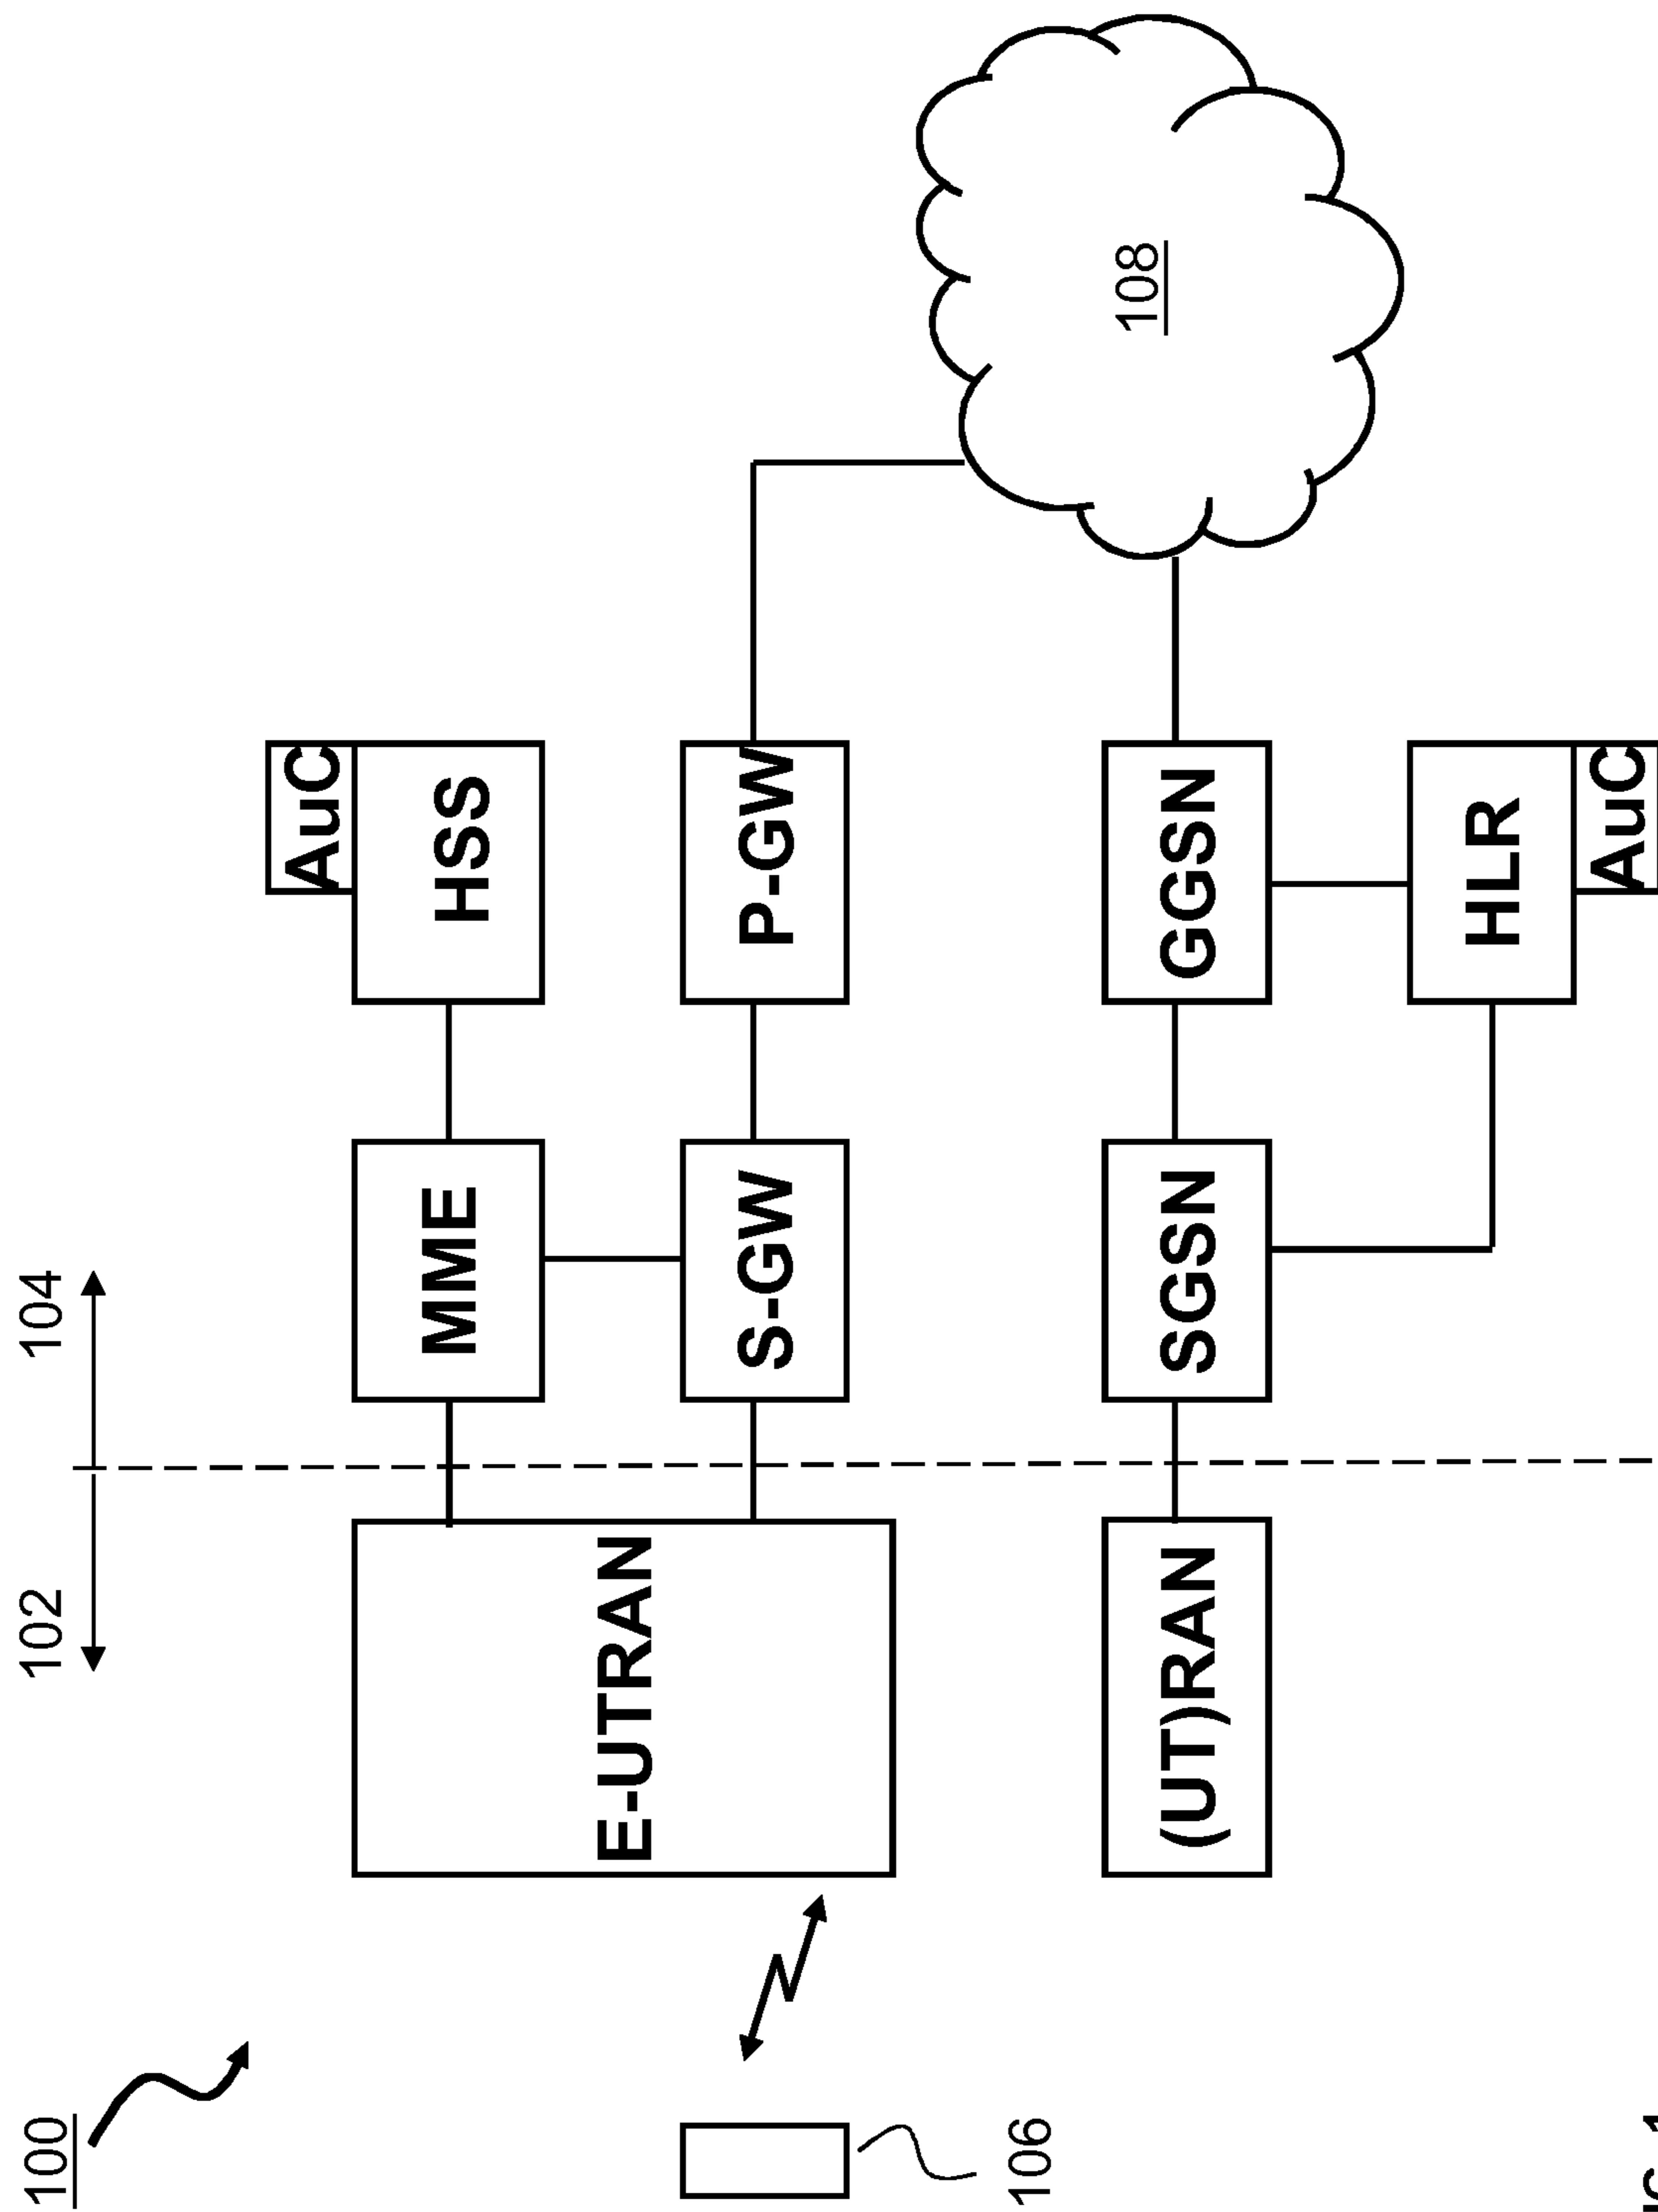 100
102
104
AuC
HSS
MME
E-UTRAN
S-GW
P-GW
106
108
(UT)RAN
SGSN
GGSN
HLR
AuC